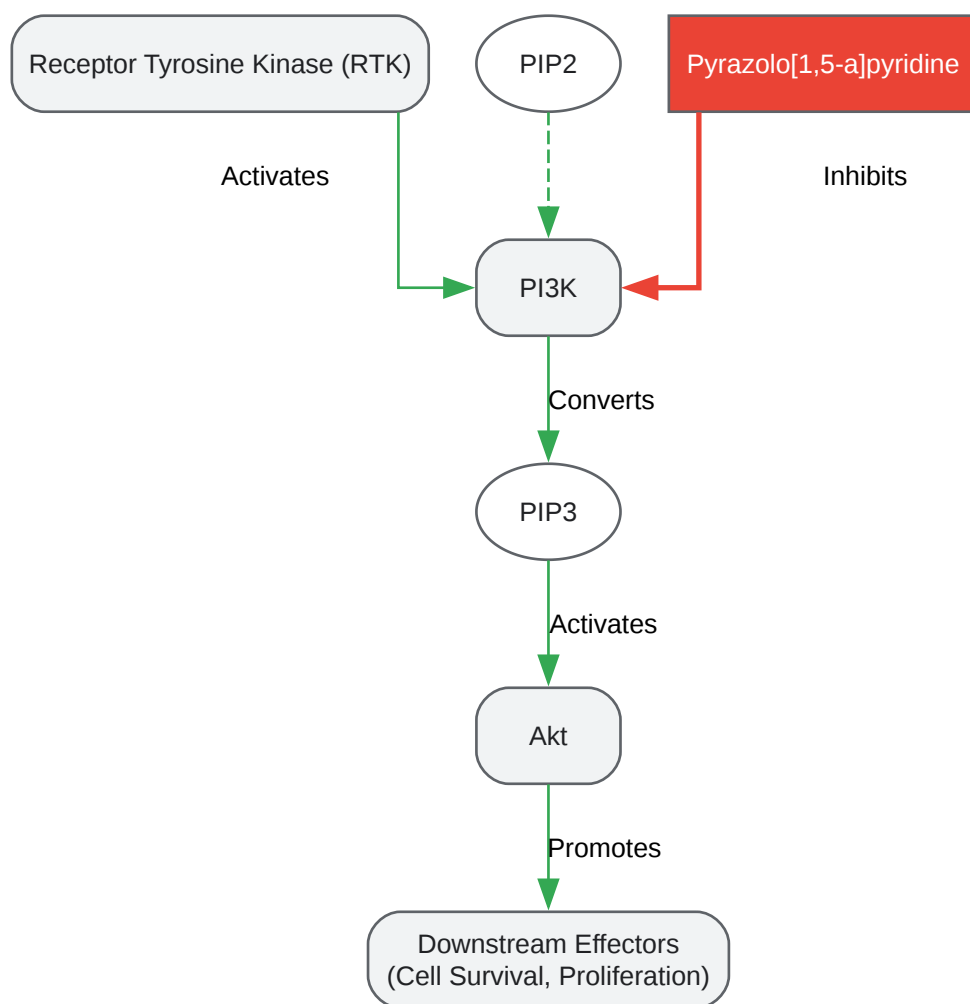 Receptor Tyrosine Kinase (RTK)
PIP2
Pyrazolo[1,5-a]pyridine
Activates
Inhibits
PI3K
Converts
PIP3
Activates
Akt
Promotes
Downstream Effectors
(Cell Survival, Proliferation)